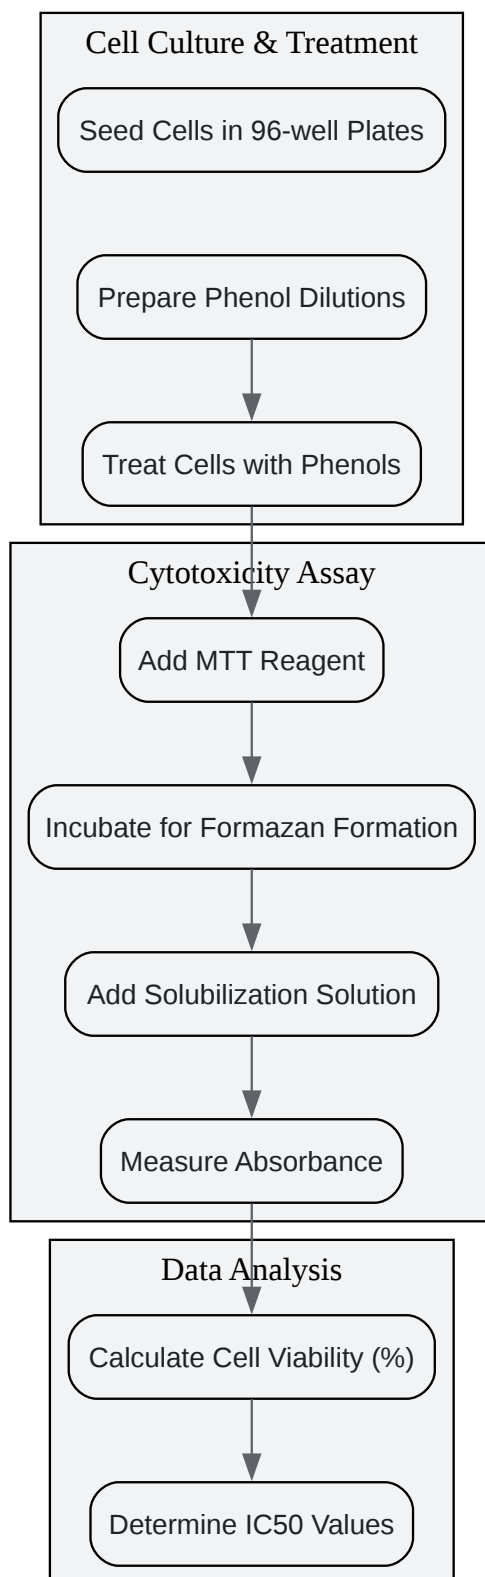 Cell Culture & Treatment
Seed Cells in 96-well Plates
Prepare Phenol Dilutions
Treat Cells with Phenols
Cytotoxicity Assay
Add MTT Reagent
Incubate for Formazan Formation
Add Solubilization Solution
Measure Absorbance
Data Analysis
Calculate Cell Viability (%)
Determine IC50 Values